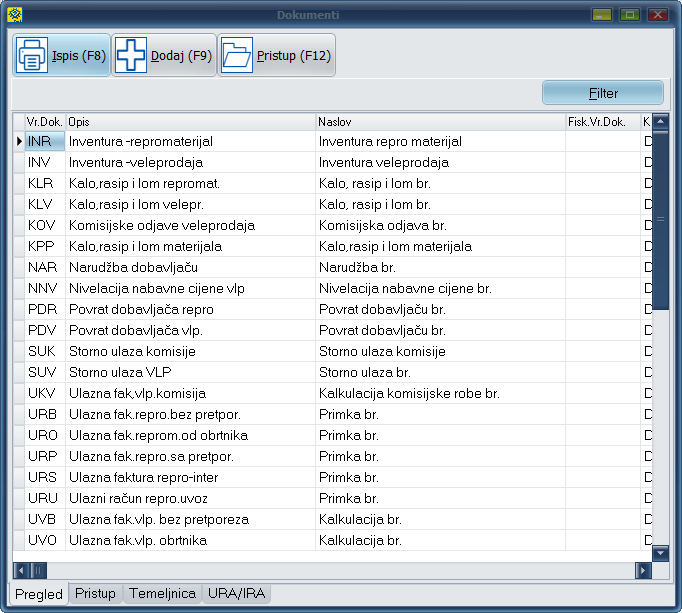 Dokumenti
Ispis (F8) Dodaj (F9) Pristup (F12)
Filter
Vr.Dok. Opis Naslov Fisk.Vr.Dok. K
INR Inventura -repromaterijal Inventura repro materijal D
INV Inventura -veleprodaja Inventura veleprodaja D
KLR Kalo,rasip i lom repromat. Kalo, rasip i lom br. D
KLV Kalo,rasip i lom velepr. Kalo, rasip i lom br. D
KOV Komisijske odjave veleprodaja Komisijska odjava br. D
KPP Kalo,rasip i lom materijala Kalo,rasip i lom materijala D
NAR Narudžba dobavljaču Narudžba br. D
NNV Nivelacija nabavne cijene vlp Nivelacija nabavne cijene br. D
PDR Povrat dobavljača repro Povrat dobavljaču br. D
PDV Povrat dobavljača vlp. Povrat dobavljaču br. D
SUK Storno ulaza komisije Storno ulaza komisije D
SUV Storno ulaza VLP Storno ulaza br. D
UKV Ulazna fak,vlp.komisija Kalkulacija komisijske robe br. D
URB Ulazna fak.repro.bez pretpor. Primka br. D
URO Ulazna fak.reprom.od obrtnika Primka br. D
URP Ulazna fak.repro.sa pretpor. Primka br. D
URS Ulazna faktura repro-inter Primka br. D
URU Ulazni račun repro.uvoz Primka br. D
UVB Ulazna fak.vlp. bez pretporeza Kalkulacija br. D
UVO Ulazna fak.vlp. obrtnika Kalkulacija br. D
Pregled Pristup Temeljnica URA/IRA